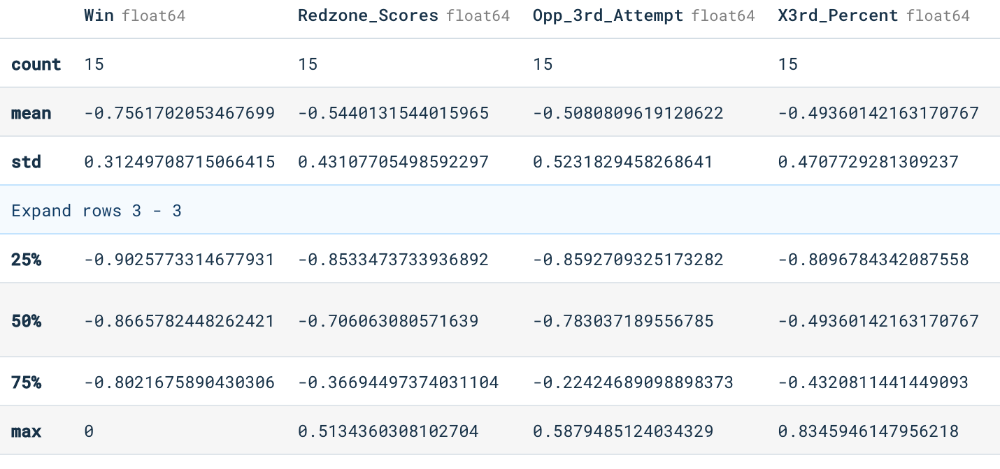 Win float64 Redzone_Scores float64 Opp_3rd_Attempt float64 X3rd_Percent float64
count 15 15 15 15
mean -0.7561702053467699 -0.5440131544015965 -0.5080809619120622 -0.49360142163170767
std 0.31249708715066415 0.43107705498592297 0.5231829458268641 0.4707729281309237
Expand rows 3 - 3
25% -0.9025773314677931 -0.8533473733936892 -0.8592709325173282 -0.8096784342087558
50% -0.8665782448262421 -0.706063080571639 -0.783037189556785 -0.49360142163170767
75% -0.8021675890430306 -0.36694497374031104 -0.22424689098898373 -0.4320811441449093
max 0 0.5134360308102704 0.5879485124034329 0.8345946147956218